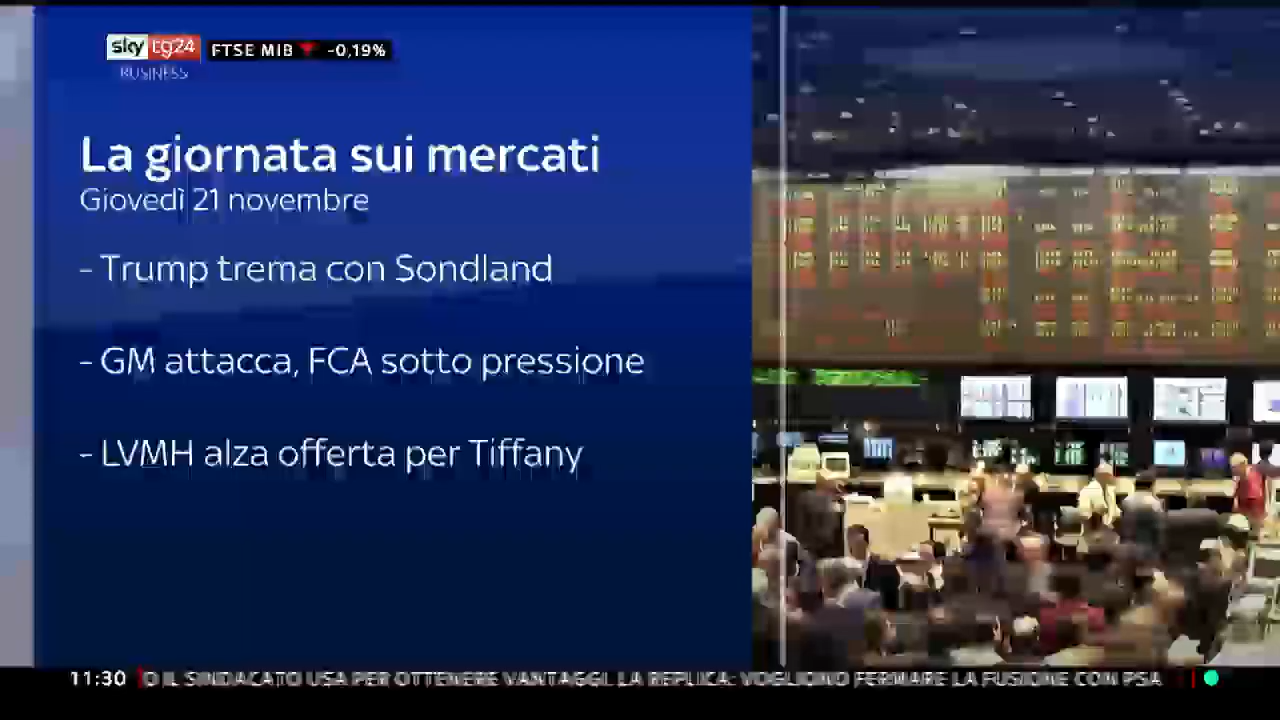 sky tg24
FTSE MIB -0,19%
BUSINESS
La giornata sui mercati
Giovedì 21 novembre
- Trump trema con Sondland
- GM attacca, FCA sotto pressione
- LVMH alza offerta per Tiffany
11:30 O IL SINDACATO USA PER OTTENERE VANTAGGI. LA REPLICA: VOGLIONO FERMARE LA FUSIONE CON PSA